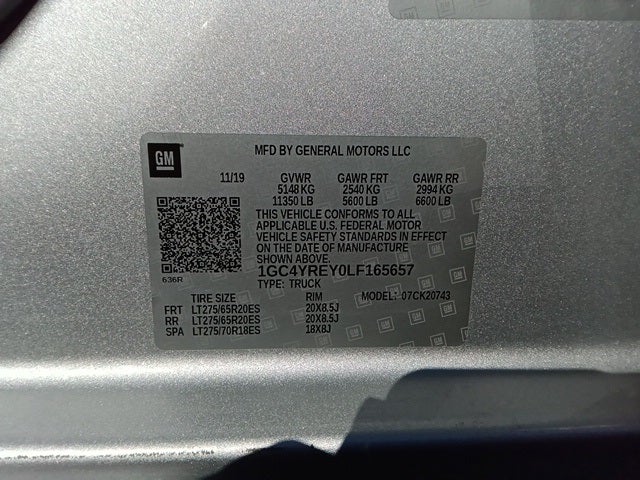 GM
MFD BY GENERAL MOTORS LLC
11/19 GVWR GAWR FRT GAWR RR
5148 KG 2540 KG 2994 KG
11350 LB 5600 LB 6600 LB
THIS VEHICLE CONFORMS TO ALL
APPLICABLE U.S. FEDERAL MOTOR
VEHICLE SAFETY STANDARDS IN EFFECT
ON THE DATE OF MANUFACTURE
SHOWN ABOVE.
636R
1GC4YREY0LF165657
TYPE: TRUCK
TIRE SIZE RIM MODEL: 07CK20743
FRT LT275/65R20ES 20X8.5J
RR LT275/65R20ES 20X8.5J
SPA LT275/70R18ES 18X8J